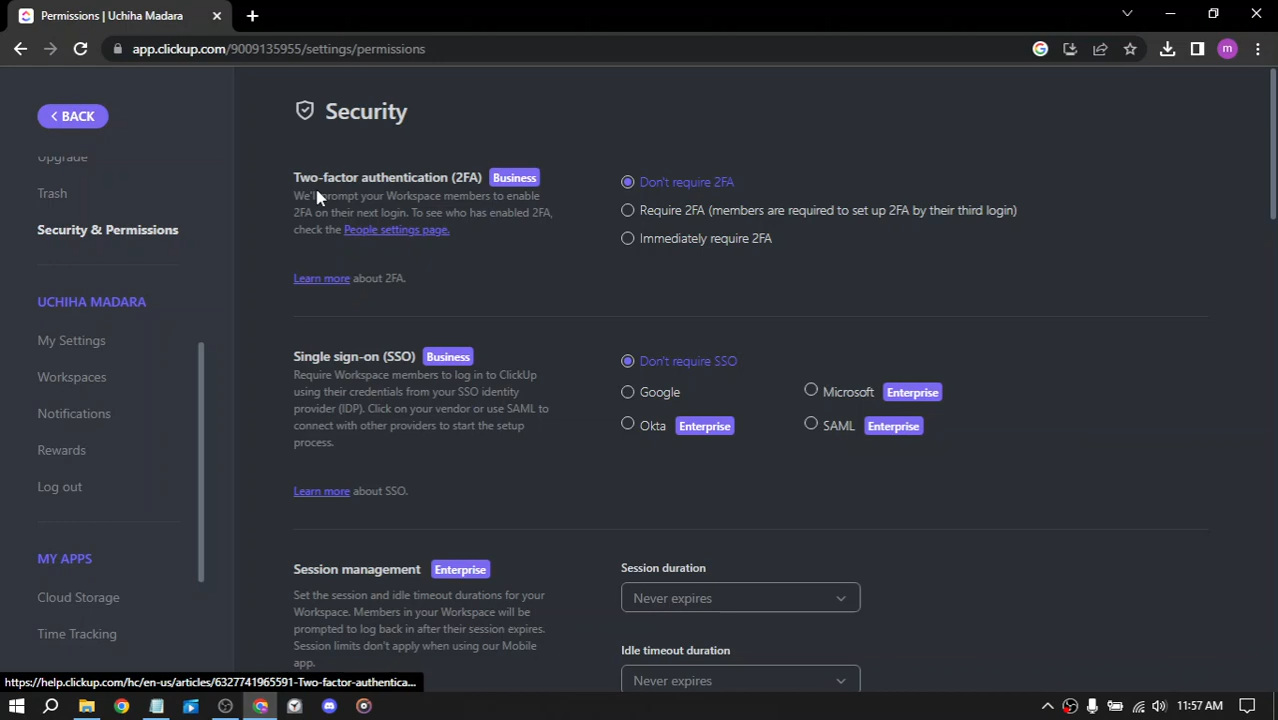 Permissions | Uchiha Madara
app.clickup.com/9009135955/settings/permissions
m
BACK
Upgrade
Trash
Security & Permissions
UCHIHA MADARA
My Settings
Workspaces
Notifications
Rewards
Log out
MY APPS
Cloud Storage
Time Tracking
Security
Two-factor authentication (2FA) Business
We'll prompt your Workspace members to enable
2FA on their next login. To see who has enabled 2FA,
check the People settings page.
Learn more about 2FA.
Don't require 2FA
Require 2FA (members are required to set up 2FA by their third login)
Immediately require 2FA
Single sign-on (SSO) Business
Require Workspace members to log in to ClickUp
using their credentials from your SSO identity
provider (IDP). Click on your vendor or use SAML to
connect with other providers to start the setup
process.
Learn more about SSO.
Don't require SSO
Google
Microsoft Enterprise
Okta Enterprise
SAML Enterprise
Session management Enterprise
Set the session and idle timeout durations for your
Workspace. Members in your Workspace will be
prompted to log back in after their session expires.
Session limits don't apply when using our Mobile
app.
Session duration
Never expires
Idle timeout duration
Never expires
https://help.clickup.com/hc/en-us/articles/6327741965591-Two-factor-authentica...
11:57 AM